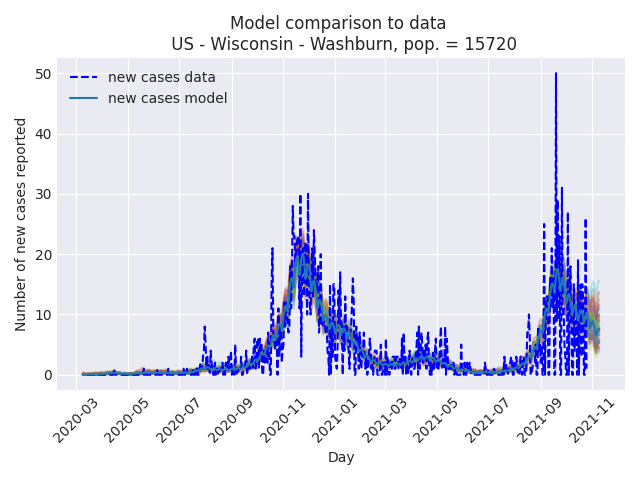 Model comparison to data
US - Wisconsin - Washburn, pop. = 15720
new cases data
new cases model
Number of new cases reported
50
40
30
20
10
0
2020-03
2020-05
2020-07
2020-09
2020-11
2021-01
2021-03
2021-05
2021-07
2021-09
2021-11
Day